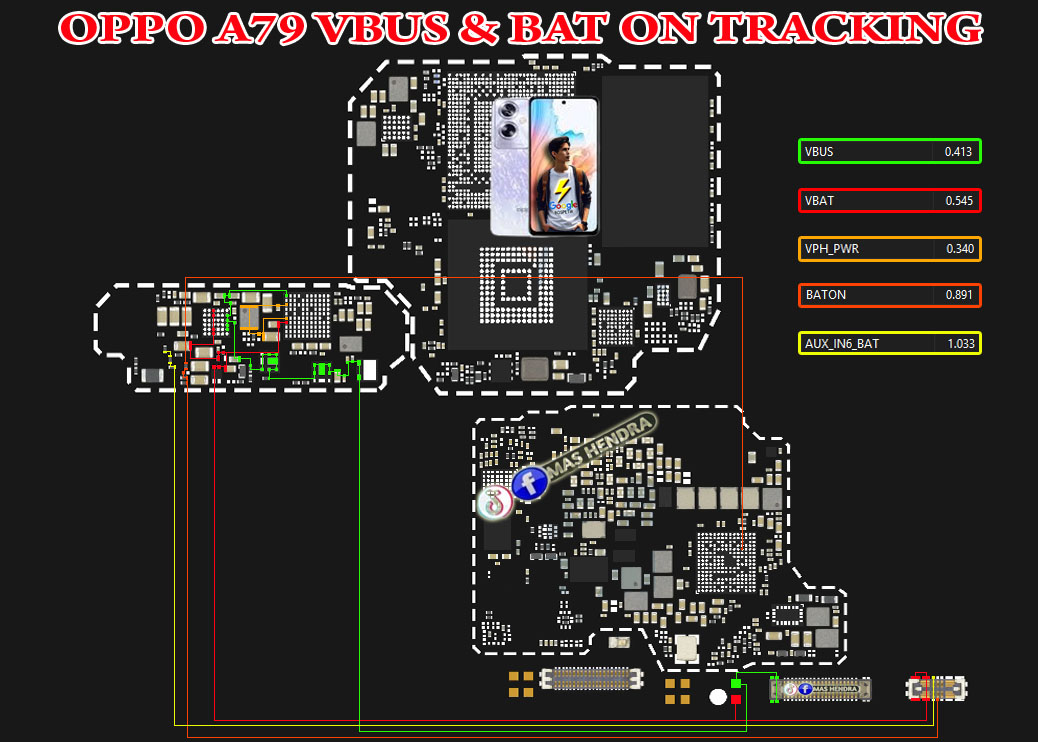 OPPO A79 VBUS & BAT ON TRACKING
VBUS 0.413
VBAT 0.545
VPH_PWR 0.340
BATON 0.891
AUX_IN6_BAT 1.033
Google
MAS HENDRA
MAS HENDRA